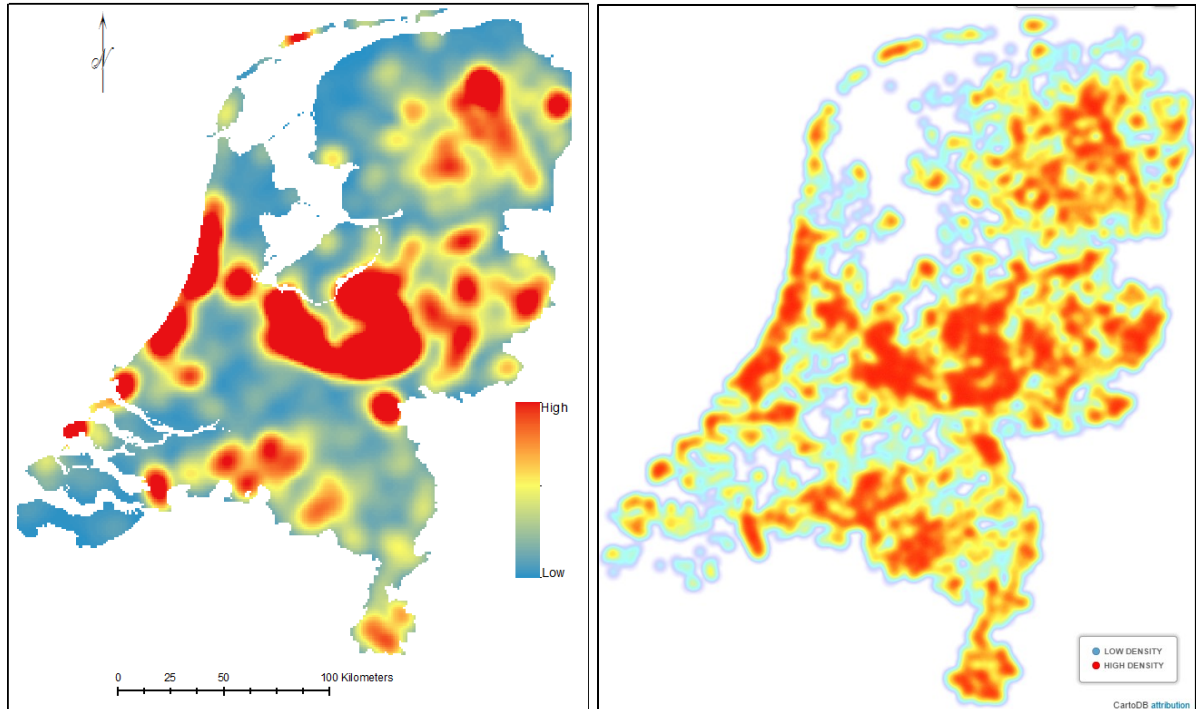 N
High
Low
0 25 50 100 Kilometers
LOW DENSITY
HIGH DENSITY
CartoDB attribution